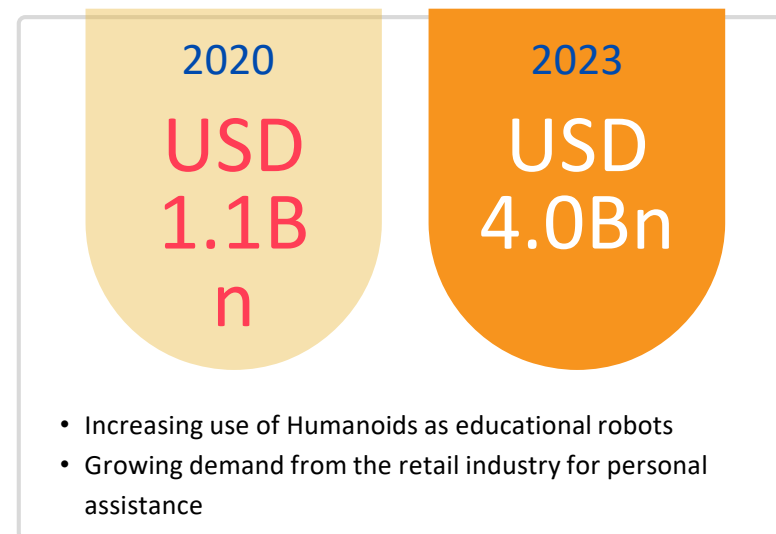 2020
USD
1.1B
n
2023
USD
4.0Bn
• Increasing use of Humanoids as educational robots
• Growing demand from the retail industry for personal
assistance